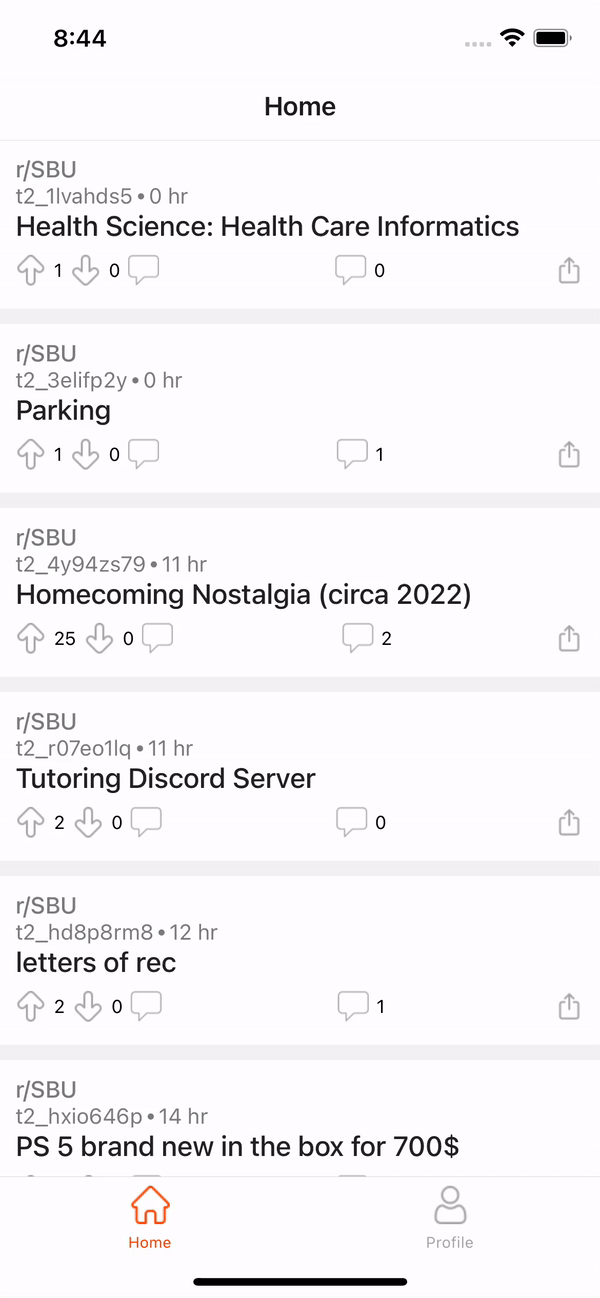 8:44
Home
r/SBU
t2_1lvahds5 • 0 hr
Health Science: Health Care Informatics
1 0 0
r/SBU
t2_3elifp2y • 0 hr
Parking
1 0 1
r/SBU
t2_4y94zs79 • 11 hr
Homecoming Nostalgia (circa 2022)
25 0 2
r/SBU
t2_r07eo1lq • 11 hr
Tutoring Discord Server
2 0 0
r/SBU
t2_hd8p8rm8 • 12 hr
letters of rec
2 0 1
r/SBU
t2_hxio646p • 14 hr
PS 5 brand new in the box for 700$
Home Profile